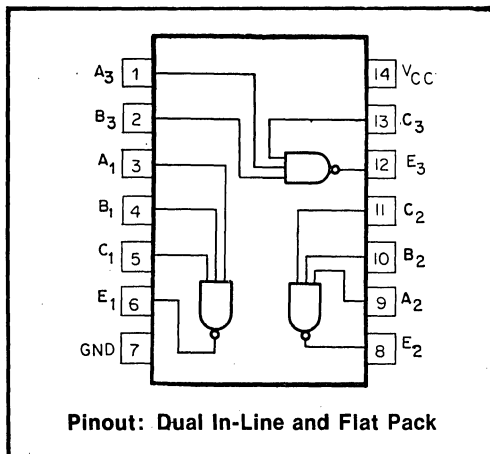 A3 1 14 VCC
B3 2 13 C3
A1 3 12 E3
B1 4 11 C2
C1 5 10 B2
E1 6 9 A2
GND 7 8 E2
Pinout: Dual In-Line and Flat Pack